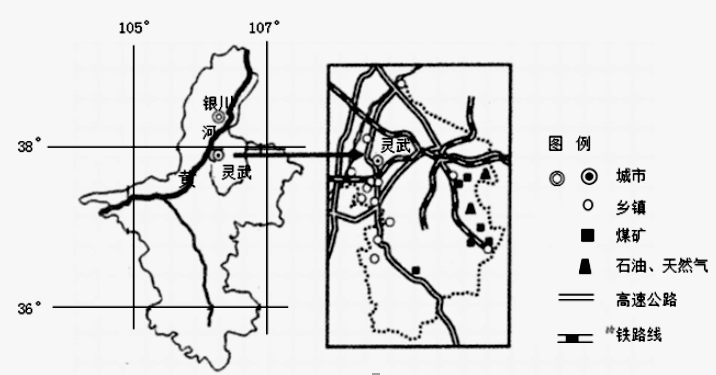 105°
107°
银川
河
38°
灵武
黄
36°
灵武
图 例
城市
乡镇
煤矿
石油、天然气
高速公路
铁路线